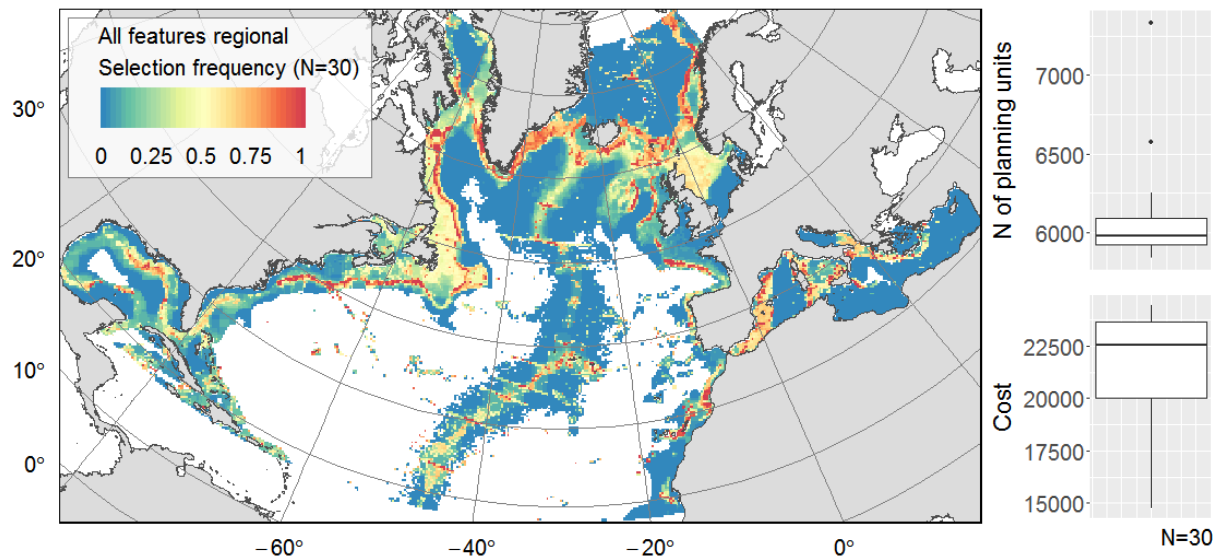 All features regional
Selection frequency (N=30)
0 0.25 0.5 0.75 1
30°
20°
10°
0°
−60° −40° −20° 0°
N of planning units
7000
6500
6000
Cost
22500
20000
17500
15000
N=30